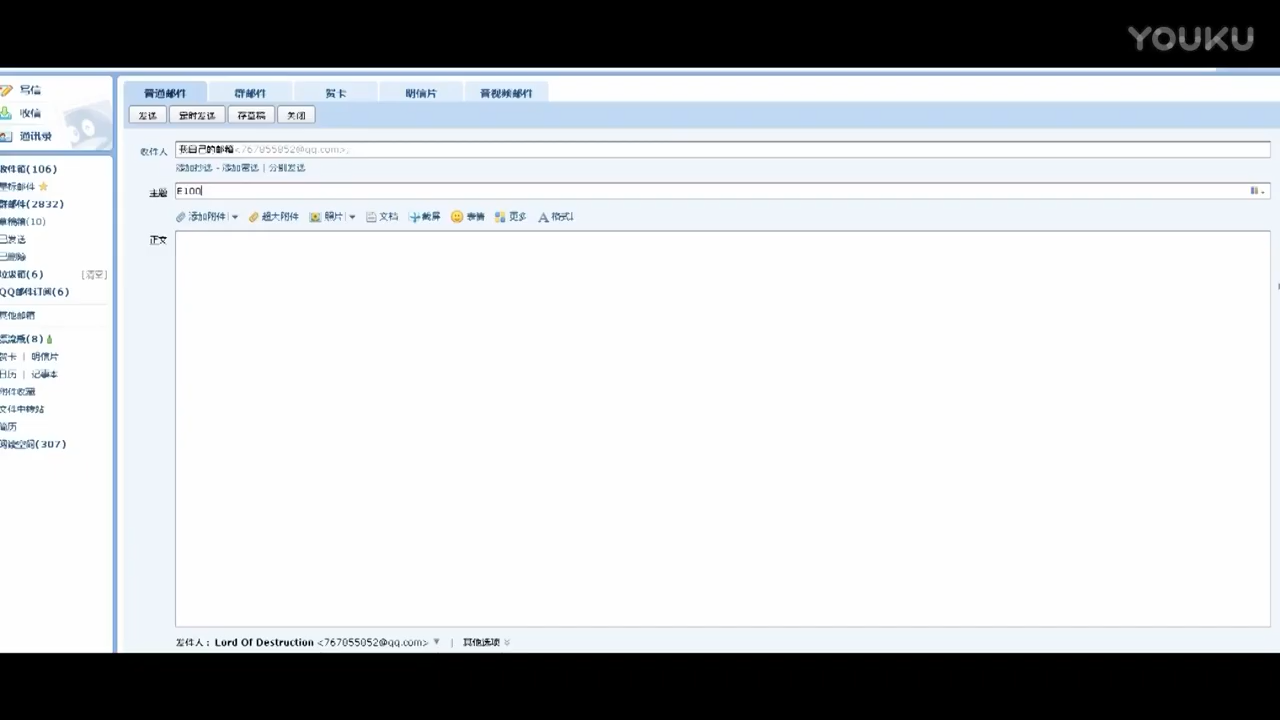 YOUKU
写信
收信
通讯录
普通邮件 群邮件 贺卡 明信片 音视频邮件
发送 定时发送 存草稿 关闭
收件人 我自己的邮箱<767055052@qq.com>;
添加抄送 - 添加密送 | 分别发送
主题 E100
添加附件 超大附件 照片 文档 截屏 表情 更多 格式↓
正文
收件箱(106)
星标邮件
群邮件(2832)
草稿箱(10)
已发送
已删除
垃圾箱(6) [清空]
QQ邮件订阅(6)
其他邮箱
漂流瓶(8)
贺卡 | 明信片
日历 | 记事本
附件收藏
文件中转站
简历
阅读空间(307)
发件人：Lord Of Destruction <767055052@qq.com> | 其他选项